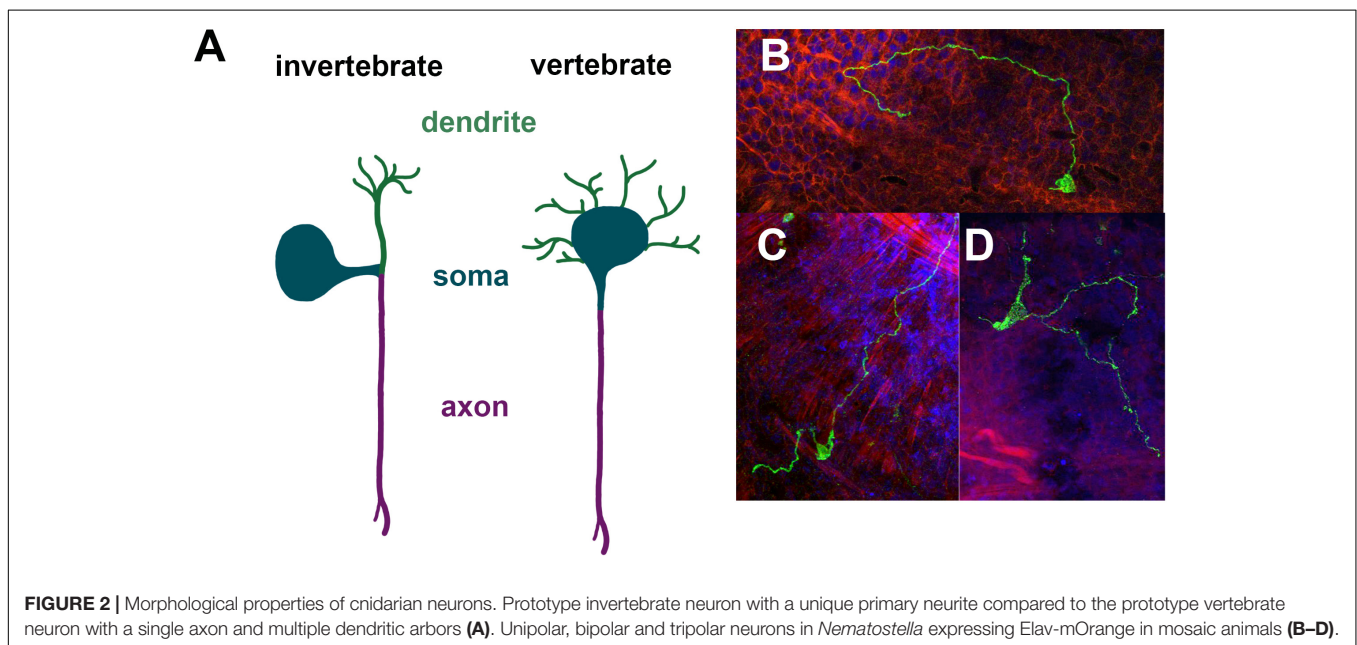 A
invertebrate
vertebrate
dendrite
soma
axon
B
C
D
FIGURE 2 | Morphological properties of cnidarian neurons. Prototype invertebrate neuron with a unique primary neurite compared to the prototype vertebrate
neuron with a single axon and multiple dendritic arbors (A). Unipolar, bipolar and tripolar neurons in Nematostella expressing Elav-mOrange in mosaic animals (B–D).